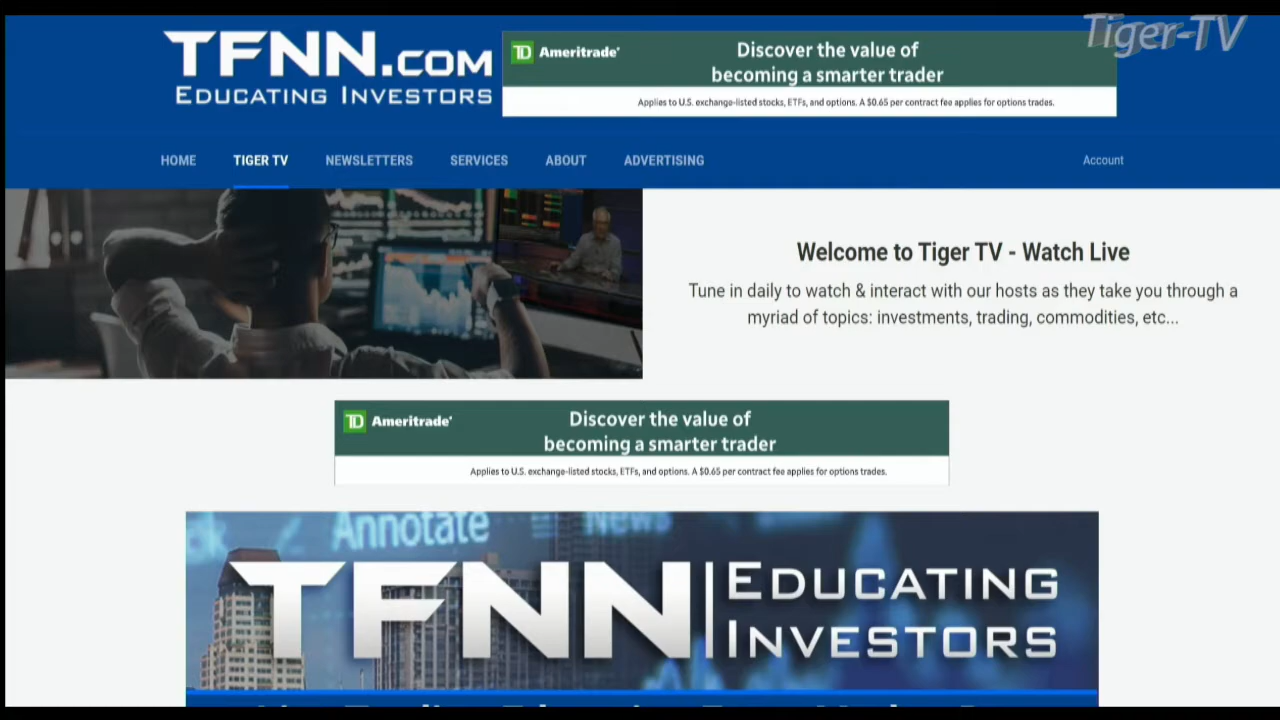 TFNN.COM
EDUCATING INVESTORS
TD Ameritrade
Discover the value of
becoming a smarter trader
Applies to U.S. exchange-listed stocks, ETFs, and options. A $0.65 per contract fee applies for options trades.
Tiger-TV
HOME TIGER TV NEWSLETTERS SERVICES ABOUT ADVERTISING Account
Welcome to Tiger TV - Watch Live
Tune in daily to watch & interact with our hosts as they take you through a
myriad of topics: investments, trading, commodities, etc...
TD Ameritrade
Discover the value of
becoming a smarter trader
Applies to U.S. exchange-listed stocks, ETFs, and options. A $0.65 per contract fee applies for options trades.
Annotate News
TFNN EDUCATING
INVESTORS